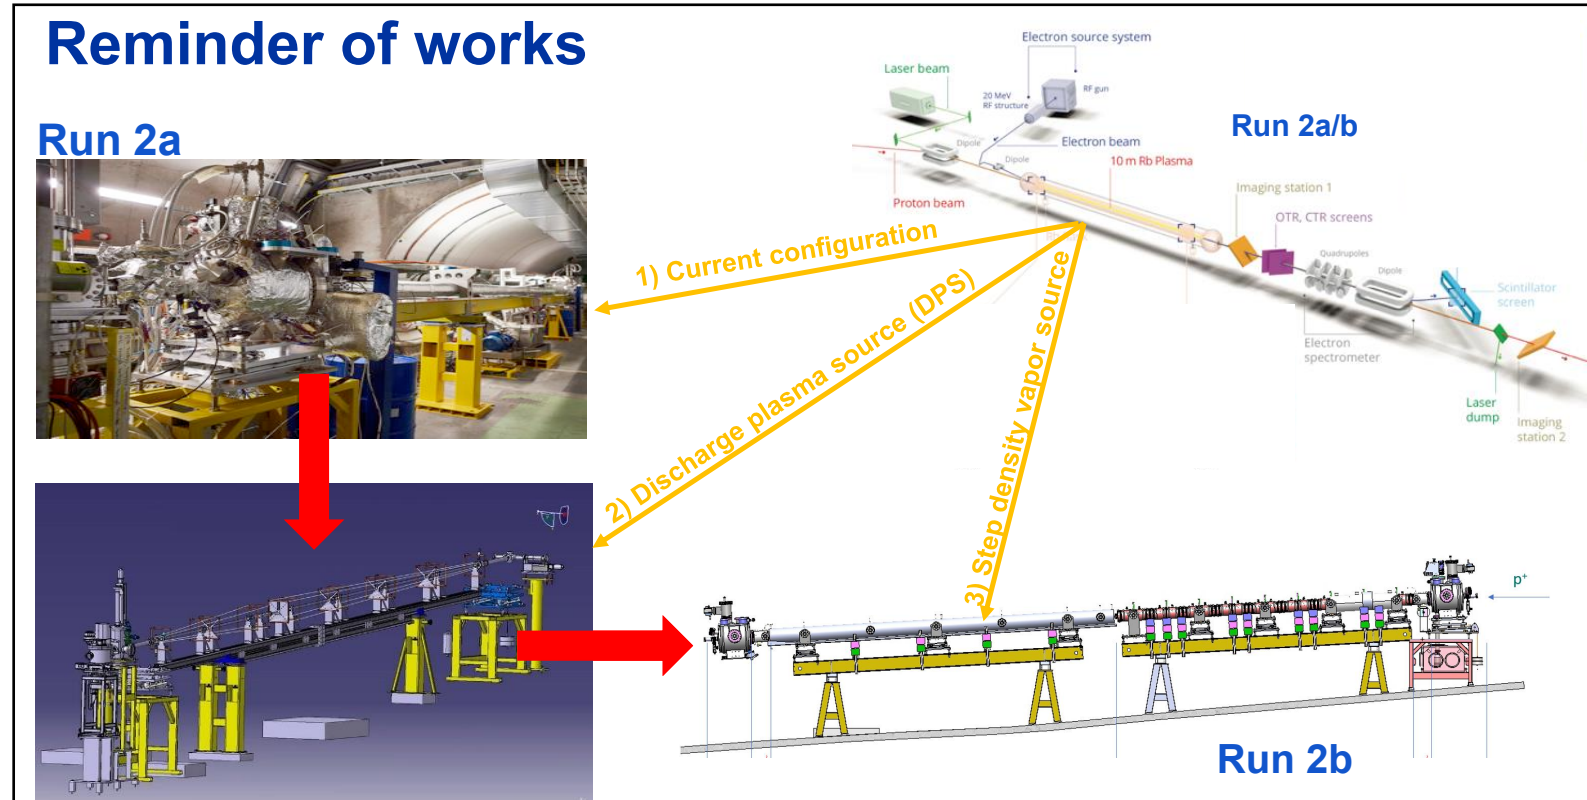 Reminder of works
Run 2a
Electron source system
Laser beam
20 MeV
RF structure
RF gun
Run 2a/b
Electron beam
Dipole
Dipole
10 m Rb Plasma
Proton beam
Imaging station 1
OTR, CTR screens
Quadrupoles
Dipole
Scintillator
screen
Electron
spectrometer
Laser
dump
Imaging
station 2
1) Current configuration
2) Discharge plasma source (DPS)
3) Step density vapor source
p+
Run 2b